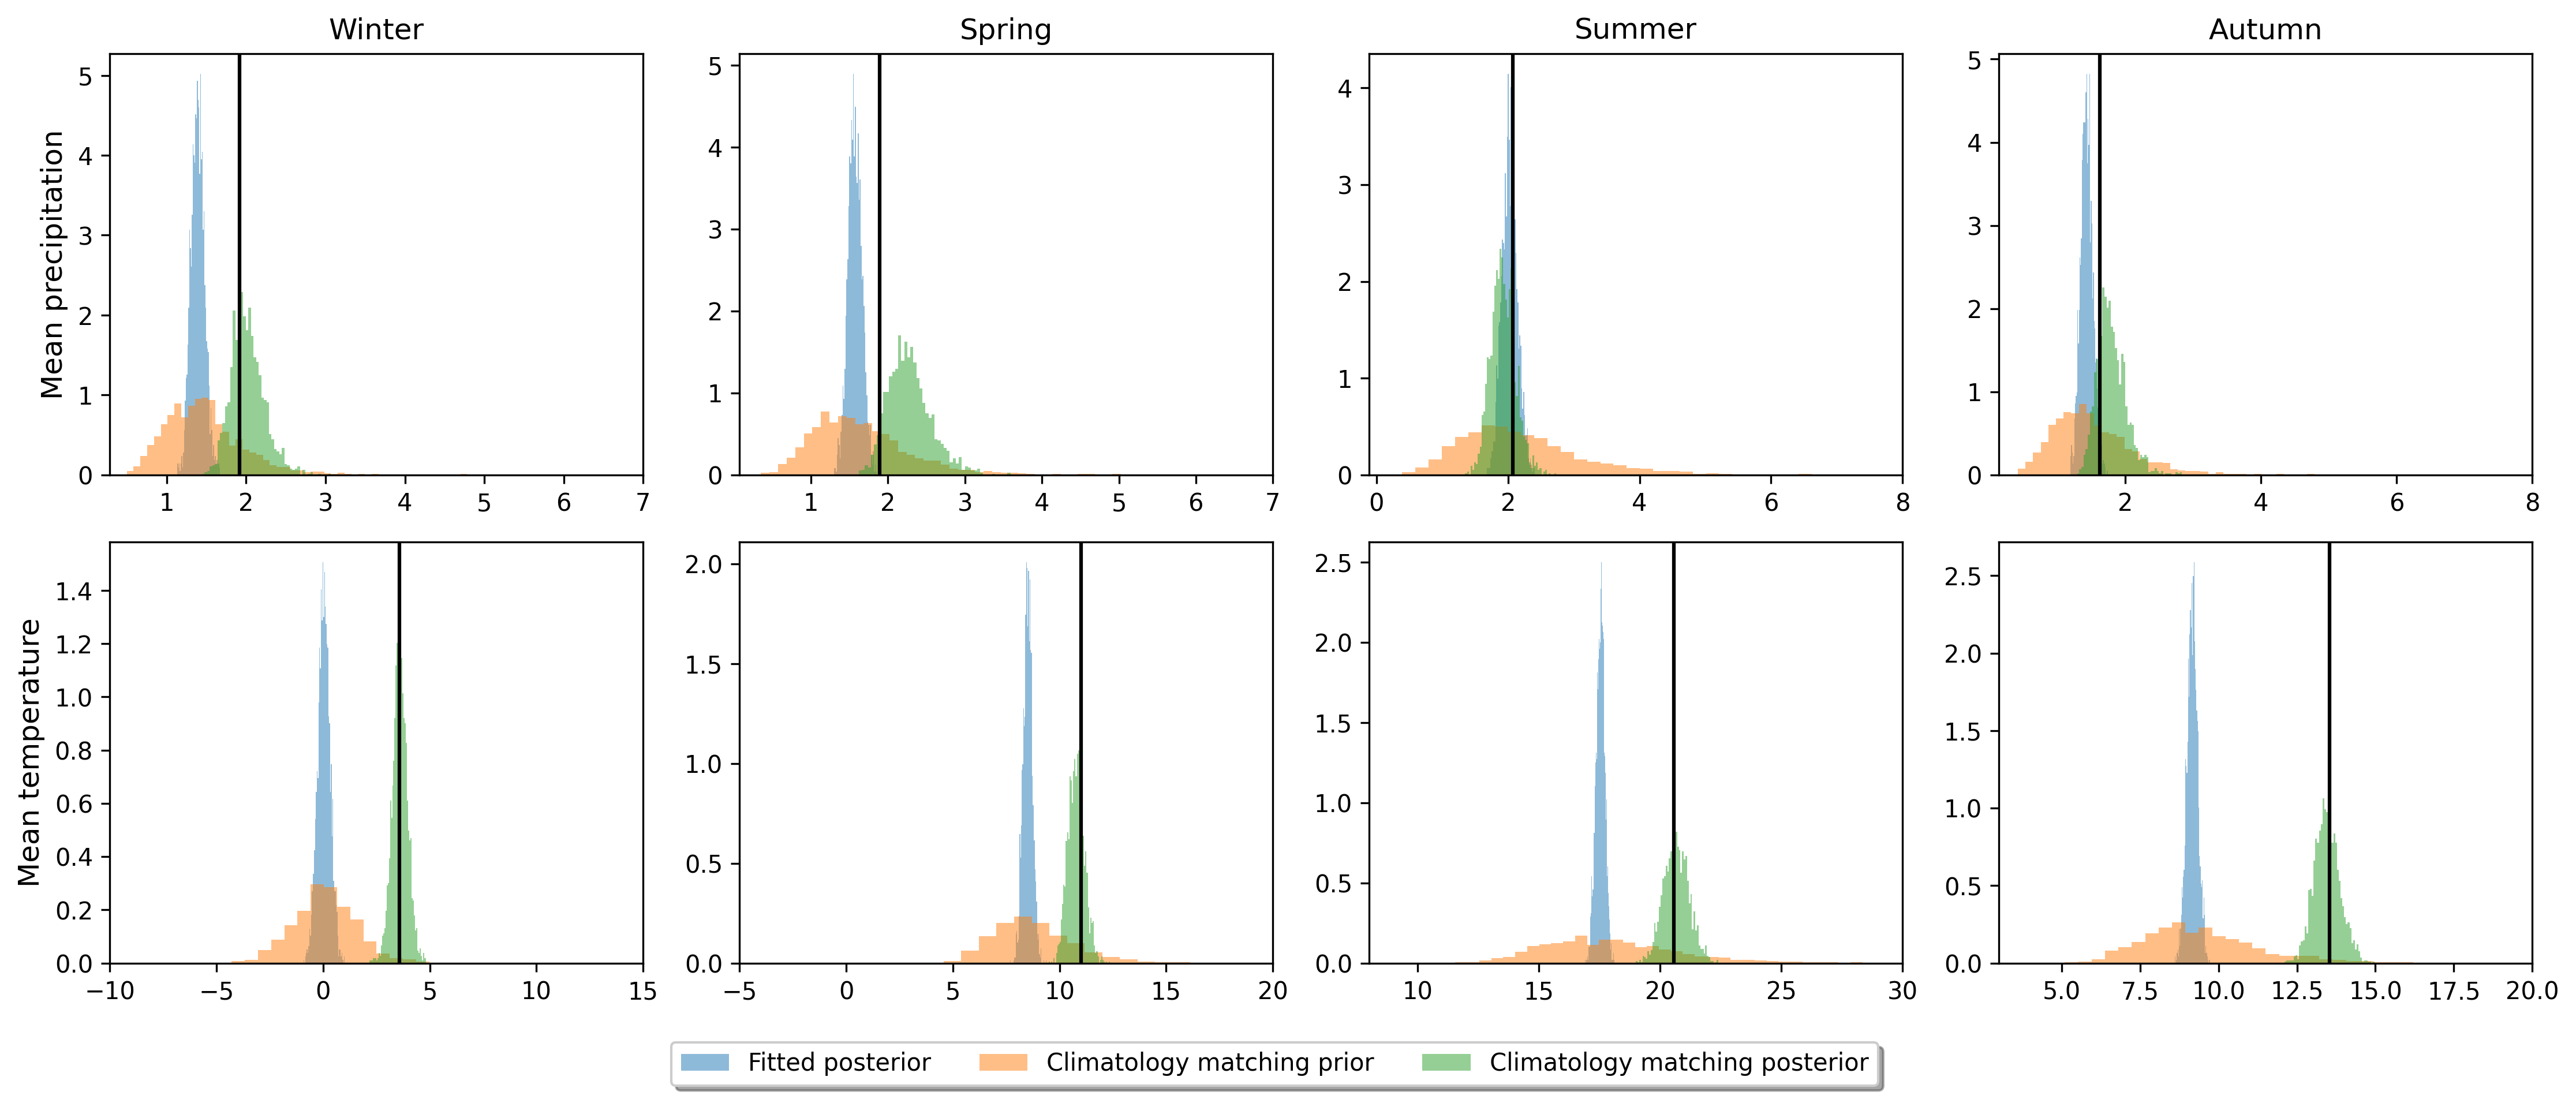 Winter
Spring
Summer
Autumn
Mean precipitation
5
4
3
2
1
0
1 2 3 4 5 6 7
5
4
3
2
1
0
1 2 3 4 5 6 7
4
3
2
1
0
0 2 4 6 8
5
4
3
2
1
0
2 4 6 8
Mean temperature
1.4
1.2
1.0
0.8
0.6
0.4
0.2
0.0
−10 −5 0 5 10 15
2.0
1.5
1.0
0.5
0.0
−5 0 5 10 15 20
2.5
2.0
1.5
1.0
0.5
0.0
10 15 20 25 30
2.5
2.0
1.5
1.0
0.5
0.0
5.0 7.5 10.0 12.5 15.0 17.5 20.0
Fitted posterior
Climatology matching prior
Climatology matching posterior